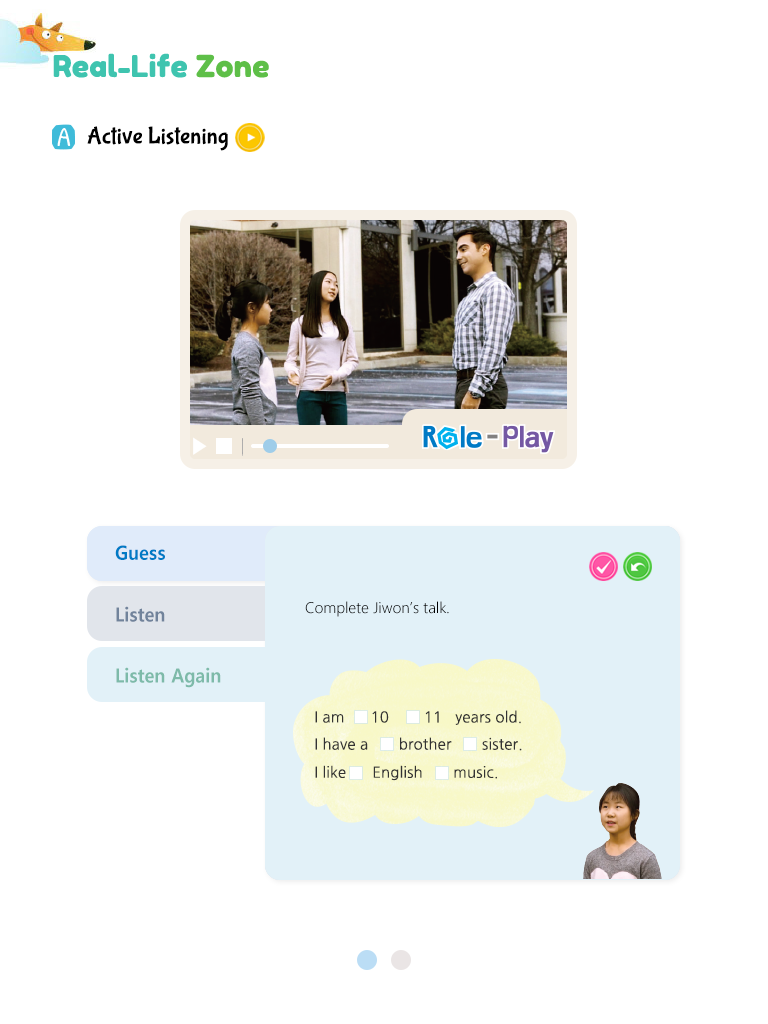 Real-Life Zone
A Active Listening
Role-Play
Guess
Listen
Listen Again
Complete Jiwon's talk.
I am 10 11 years old.
I have a brother sister.
I like English music.